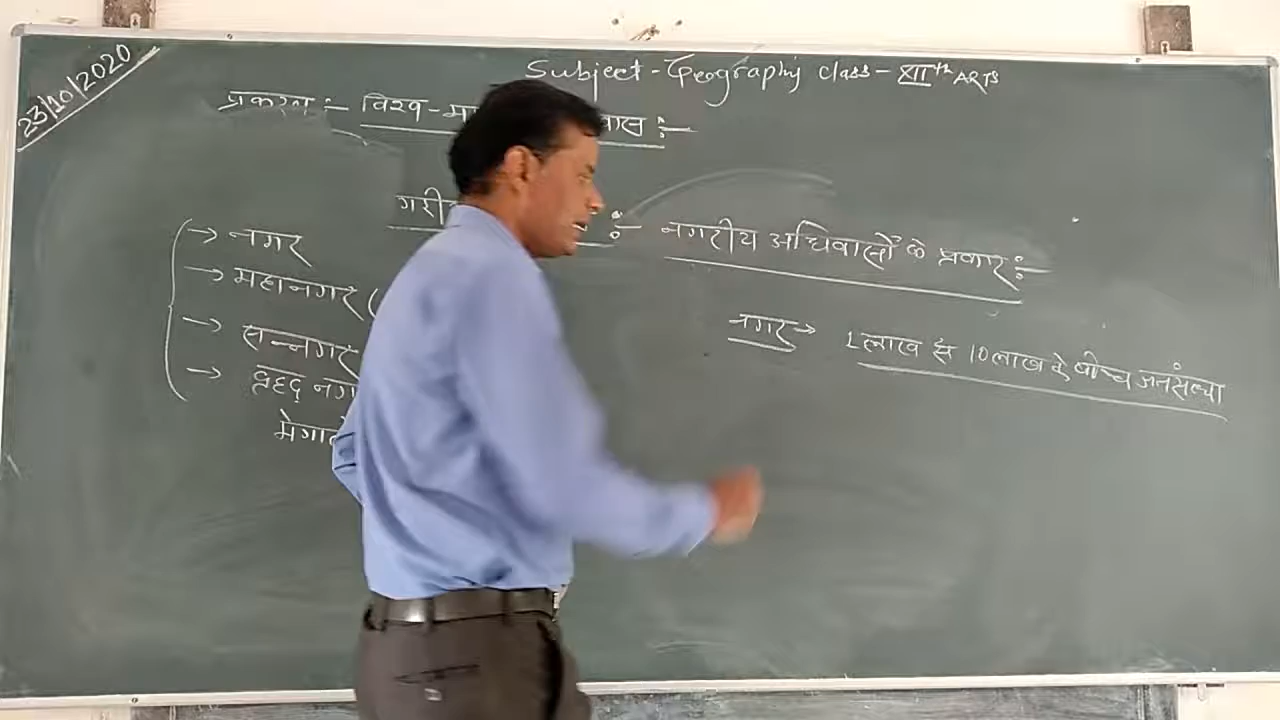 23/10/2020
Subject - Geography Class - XIIth ARTS
प्रकरण :- विश्व - मा वास :-
गरी :- नगरीय अधिवासों के प्रकार :-
→ नगर
→ महानगर (
→ सन्नगर
→ वृहद् नग
मेगा
नगर → 1 लाख से 10 लाख के बीच जनसंख्या